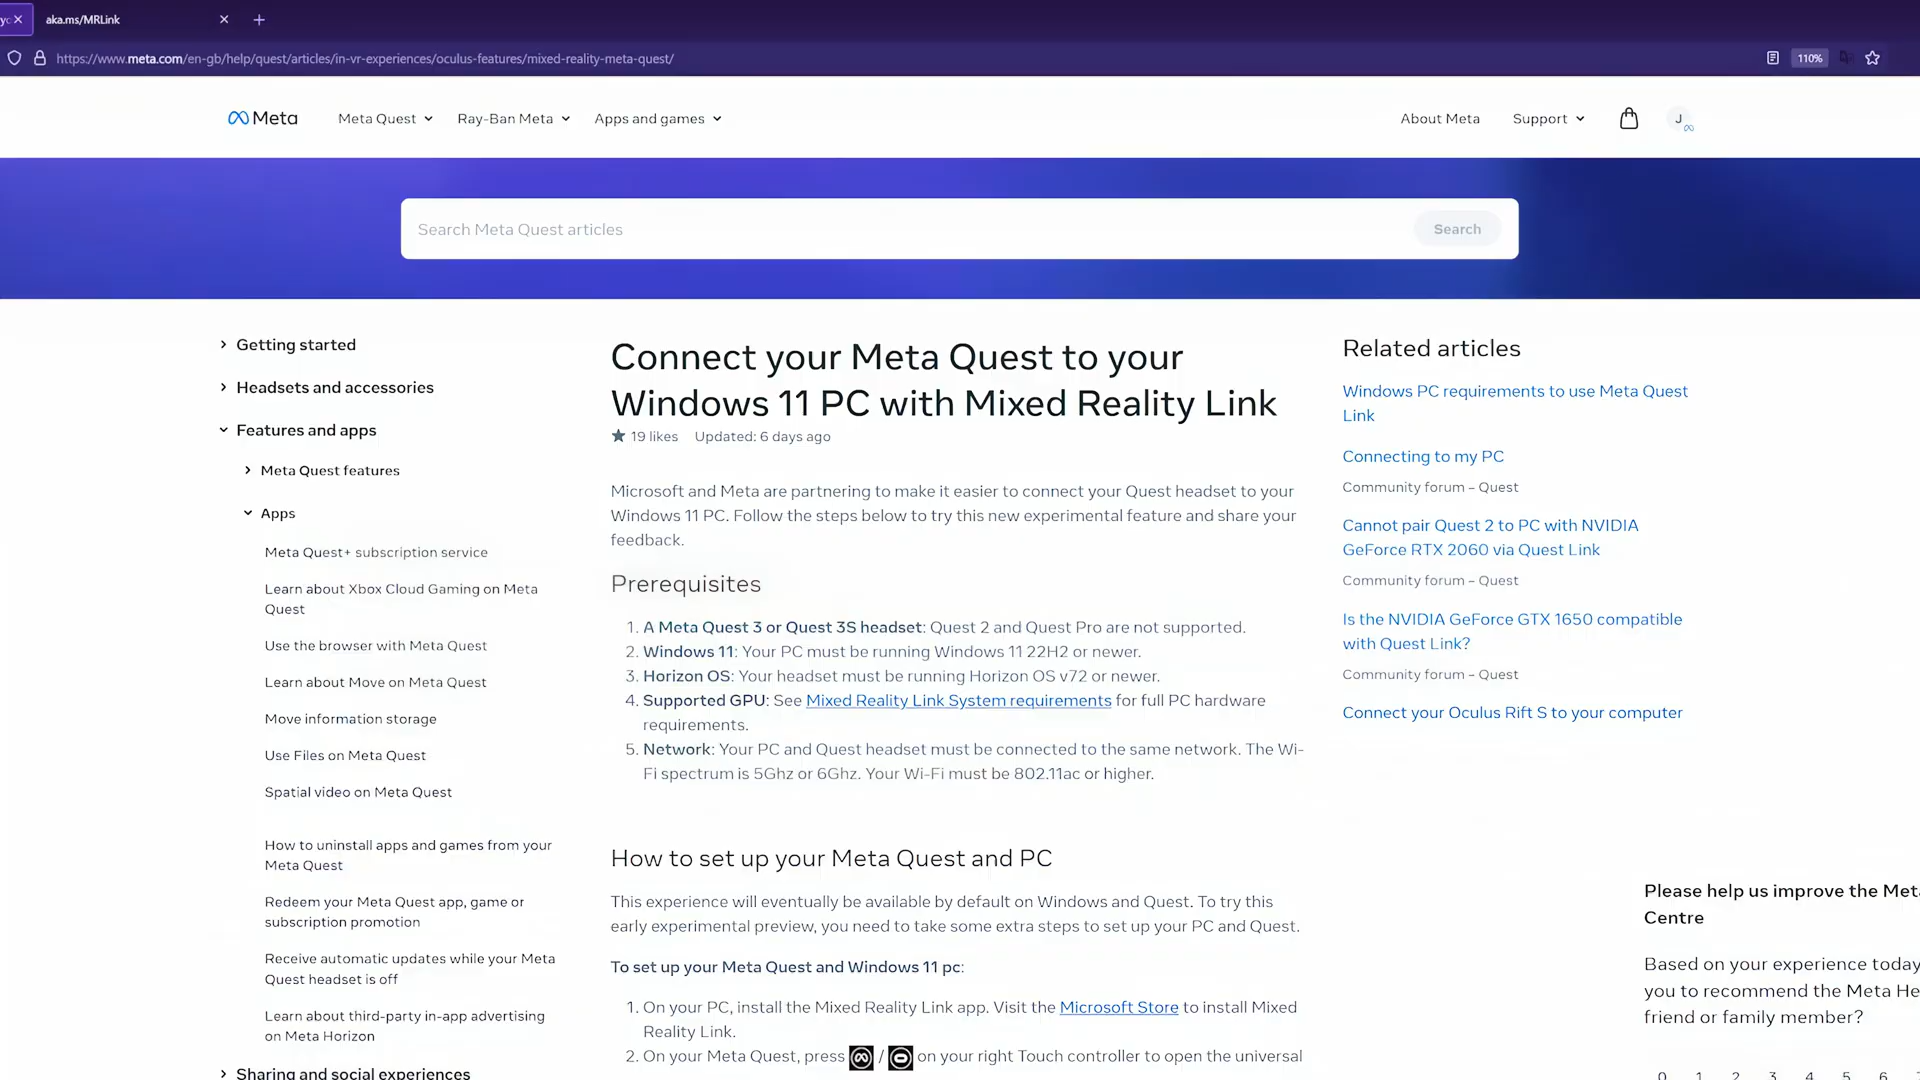 aka.ms/MRLink
https://www.meta.com/en-gb/help/quest/articles/in-vr-experiences/oculus-features/mixed-reality-meta-quest/
110%
Meta
Meta Quest
Ray-Ban Meta
Apps and games
About Meta
Support
J
Search Meta Quest articles
Search
Getting started
Headsets and accessories
Features and apps
Meta Quest features
Apps
Meta Quest+ subscription service
Learn about Xbox Cloud Gaming on Meta
Quest
Use the browser with Meta Quest
Learn about Move on Meta Quest
Move information storage
Use Files on Meta Quest
Spatial video on Meta Quest
How to uninstall apps and games from your
Meta Quest
Redeem your Meta Quest app, game or
subscription promotion
Receive automatic updates while your Meta
Quest headset is off
Learn about third-party in-app advertising
on Meta Horizon
Sharing and social experiences
Connect your Meta Quest to your
Windows 11 PC with Mixed Reality Link
19 likes Updated: 6 days ago
Microsoft and Meta are partnering to make it easier to connect your Quest headset to your
Windows 11 PC. Follow the steps below to try this new experimental feature and share your
feedback.
Prerequisites
1. A Meta Quest 3 or Quest 3S headset: Quest 2 and Quest Pro are not supported.
2. Windows 11: Your PC must be running Windows 11 22H2 or newer.
3. Horizon OS: Your headset must be running Horizon OS v72 or newer.
4. Supported GPU: See Mixed Reality Link System requirements for full PC hardware
requirements.
5. Network: Your PC and Quest headset must be connected to the same network. The Wi-
Fi spectrum is 5Ghz or 6Ghz. Your Wi-Fi must be 802.11ac or higher.
How to set up your Meta Quest and PC
This experience will eventually be available by default on Windows and Quest. To try this
early experimental preview, you need to take some extra steps to set up your PC and Quest.
To set up your Meta Quest and Windows 11 pc:
1. On your PC, install the Mixed Reality Link app. Visit the Microsoft Store to install Mixed
Reality Link.
2. On your Meta Quest, press / on your right Touch controller to open the universal
Related articles
Windows PC requirements to use Meta Quest
Link
Connecting to my PC
Community forum – Quest
Cannot pair Quest 2 to PC with NVIDIA
GeForce RTX 2060 via Quest Link
Community forum – Quest
Is the NVIDIA GeForce GTX 1650 compatible
with Quest Link?
Community forum – Quest
Connect your Oculus Rift S to your computer
Please help us improve the Meta
Centre
Based on your experience today
you to recommend the Meta He
friend or family member?
0 1 2 3 4 5 6